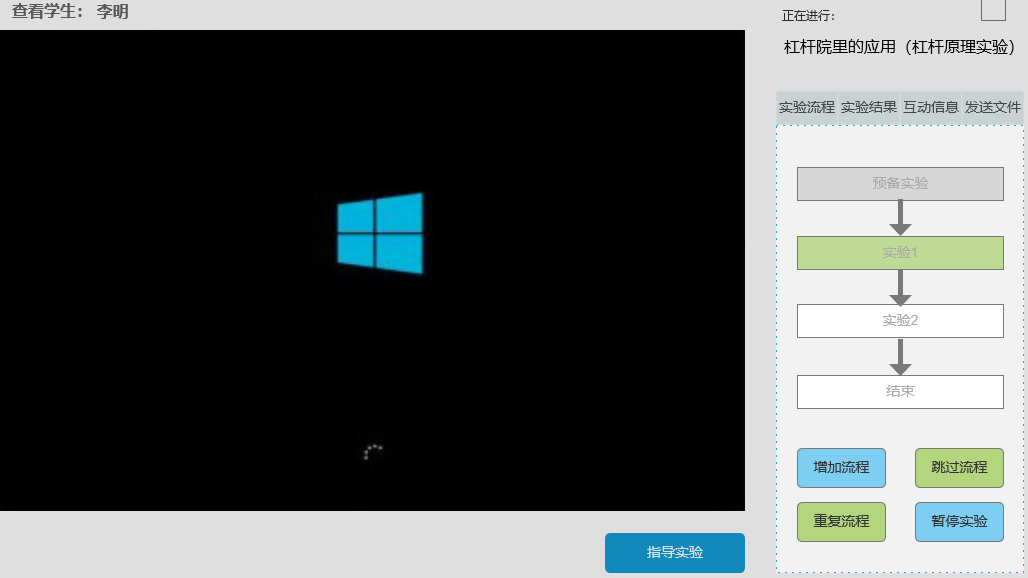 查看学生： 李明
正在进行：
杠杆院里的应用（杠杆原理实验）
实验流程 实验结果 互动信息 发送文件
预备实验
实验1
实验2
结束
增加流程 跳过流程
重复流程 暂停实验
指导实验